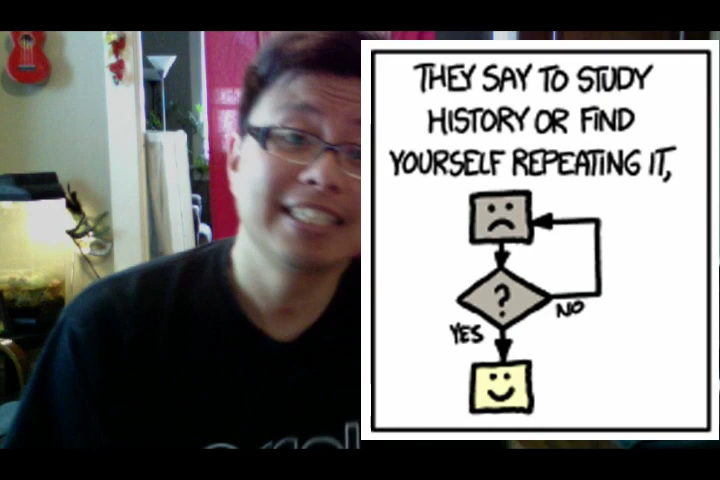 THEY SAY TO STUDY
HISTORY OR FIND
YOURSELF REPEATING IT,
?
NO
YES